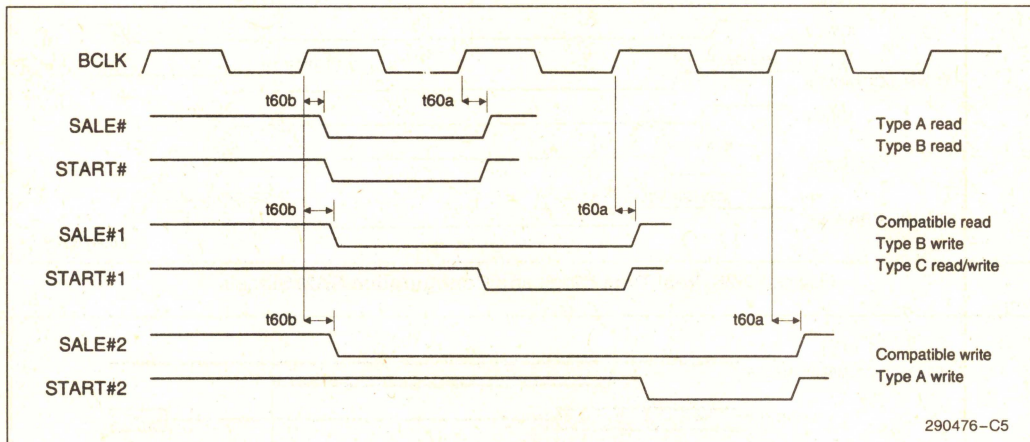 BCLK
t60b
t60a
SALE#
Type A read
Type B read
START#
t60b
t60a
SALE#1
Compatible read
Type B write
Type C read/write
START#1
t60b
t60a
SALE#2
Compatible write
Type A write
START#2
290476–C5